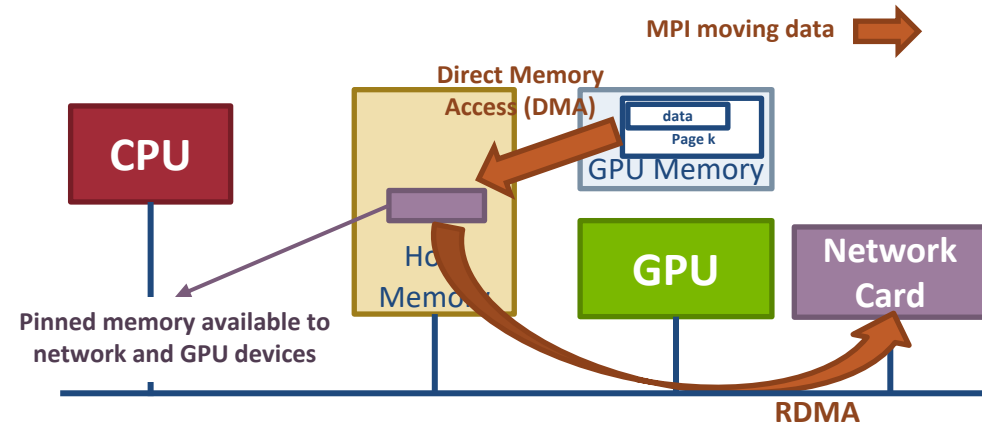 MPI moving data
Direct Memory
Access (DMA)
data
Page k
GPU Memory
CPU
GPU
Network
Card
Memory
Pinned memory available to
network and GPU devices
RDMA